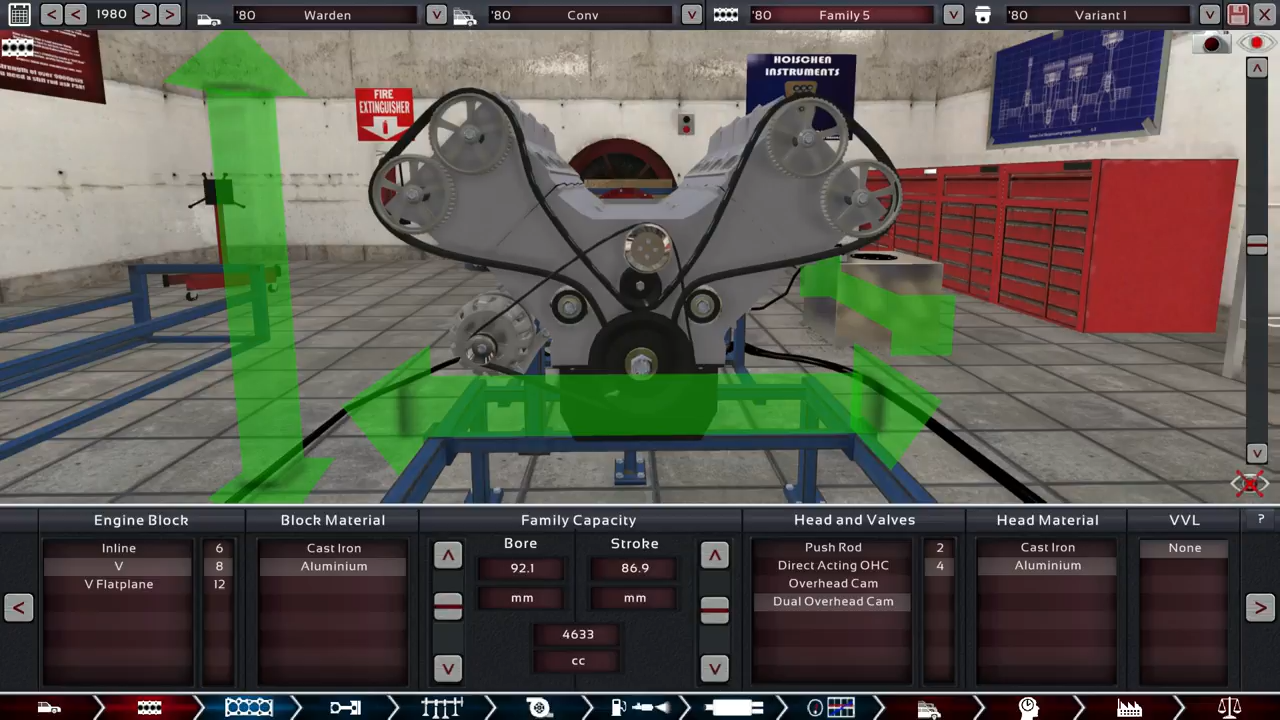 1980 '80 Warden '80 Conv '80 Family 5 '80 Variant 1
FIRE
EXTINGUISHER
HOISCHEN
INSTRUMENTS
Engine Block
Block Material
Family Capacity
Head and Valves
Head Material
VVL
?
Inline
V
V Flatplane
6
8
12
Cast Iron
Aluminium
Bore
92.1
mm
Stroke
86.9
mm
4633
cc
Push Rod
Direct Acting OHC
Overhead Cam
Dual Overhead Cam
2
4
Cast Iron
Aluminium
None